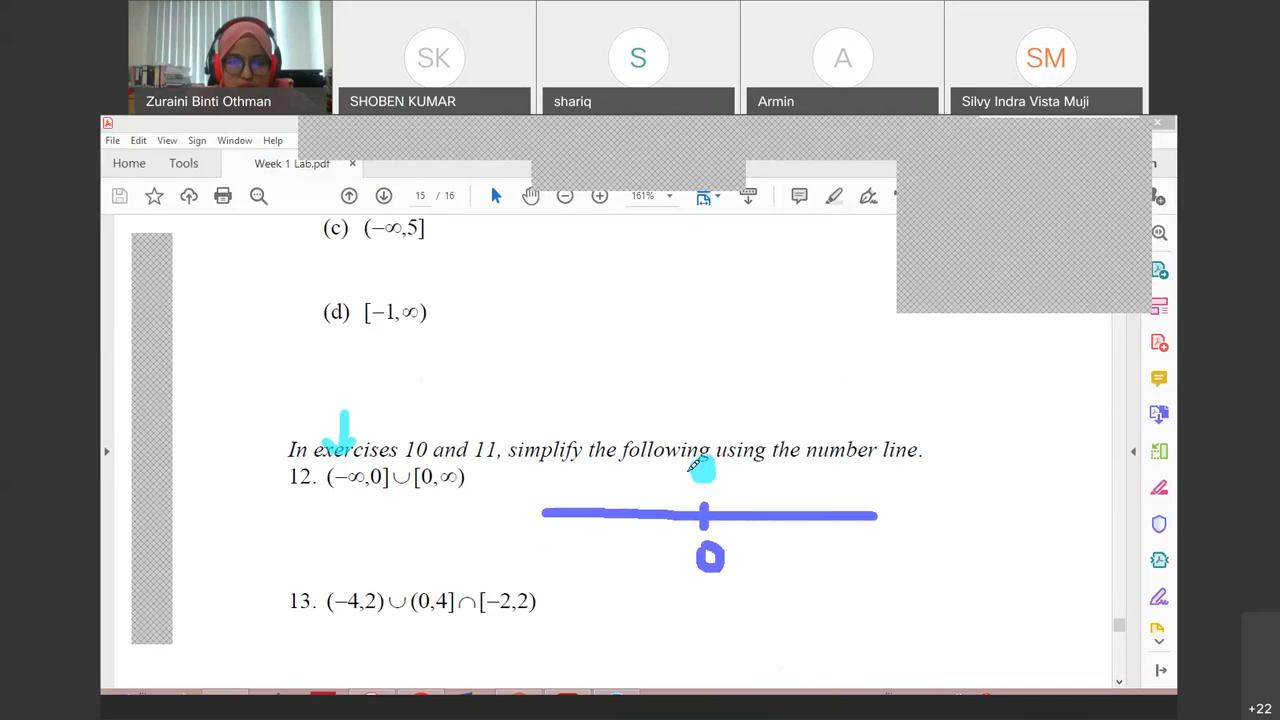 SK
S
A
SM
Zuraini Binti Othman
SHOBEN KUMAR
shariq
Armin
Silvy Indra Vista Muji
File Edit View Sign Window Help
Home Tools Week 1 Lab.pdf ×
15 / 16 161%
(c) (−∞,5]
(d) [−1,∞)
In exercises 10 and 11, simplify the following using the number line.
12. (−∞,0]∪[0,∞)
0
13. (−4,2)∪(0,4]∩[−2,2)
+22